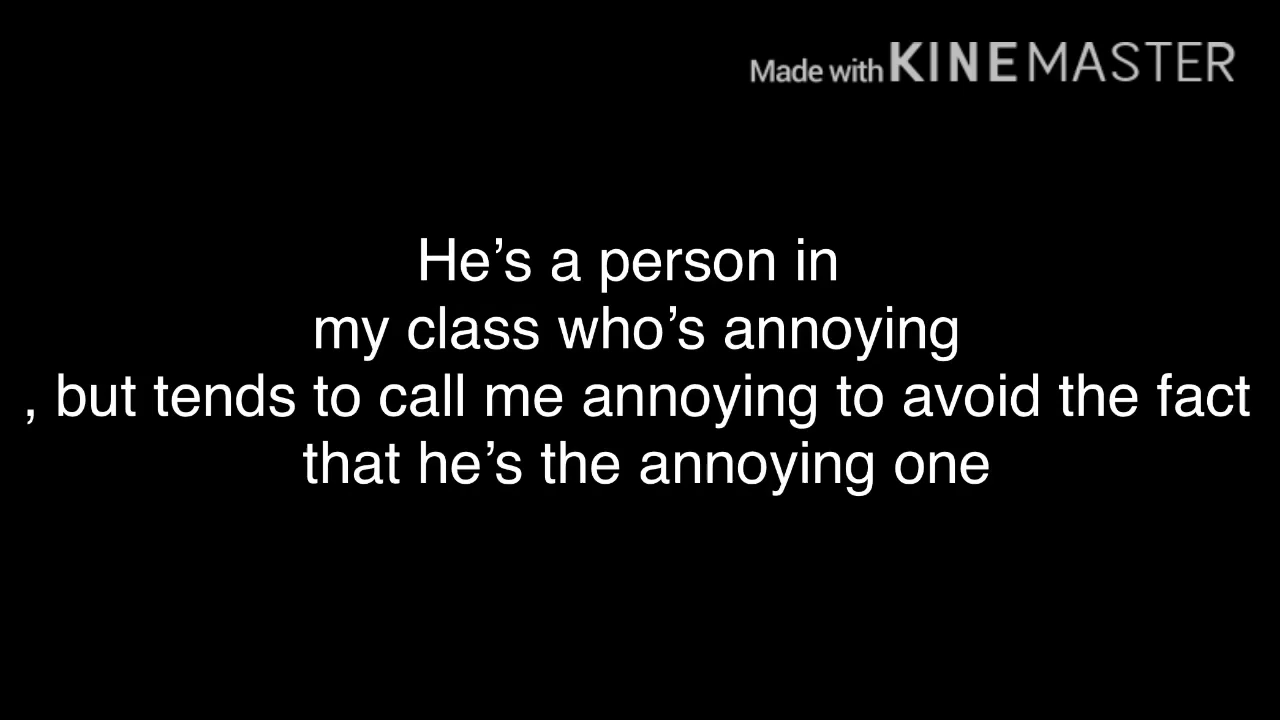 Made with KINEMASTER
He’s a person in
my class who’s annoying
, but tends to call me annoying to avoid the fact
that he’s the annoying one